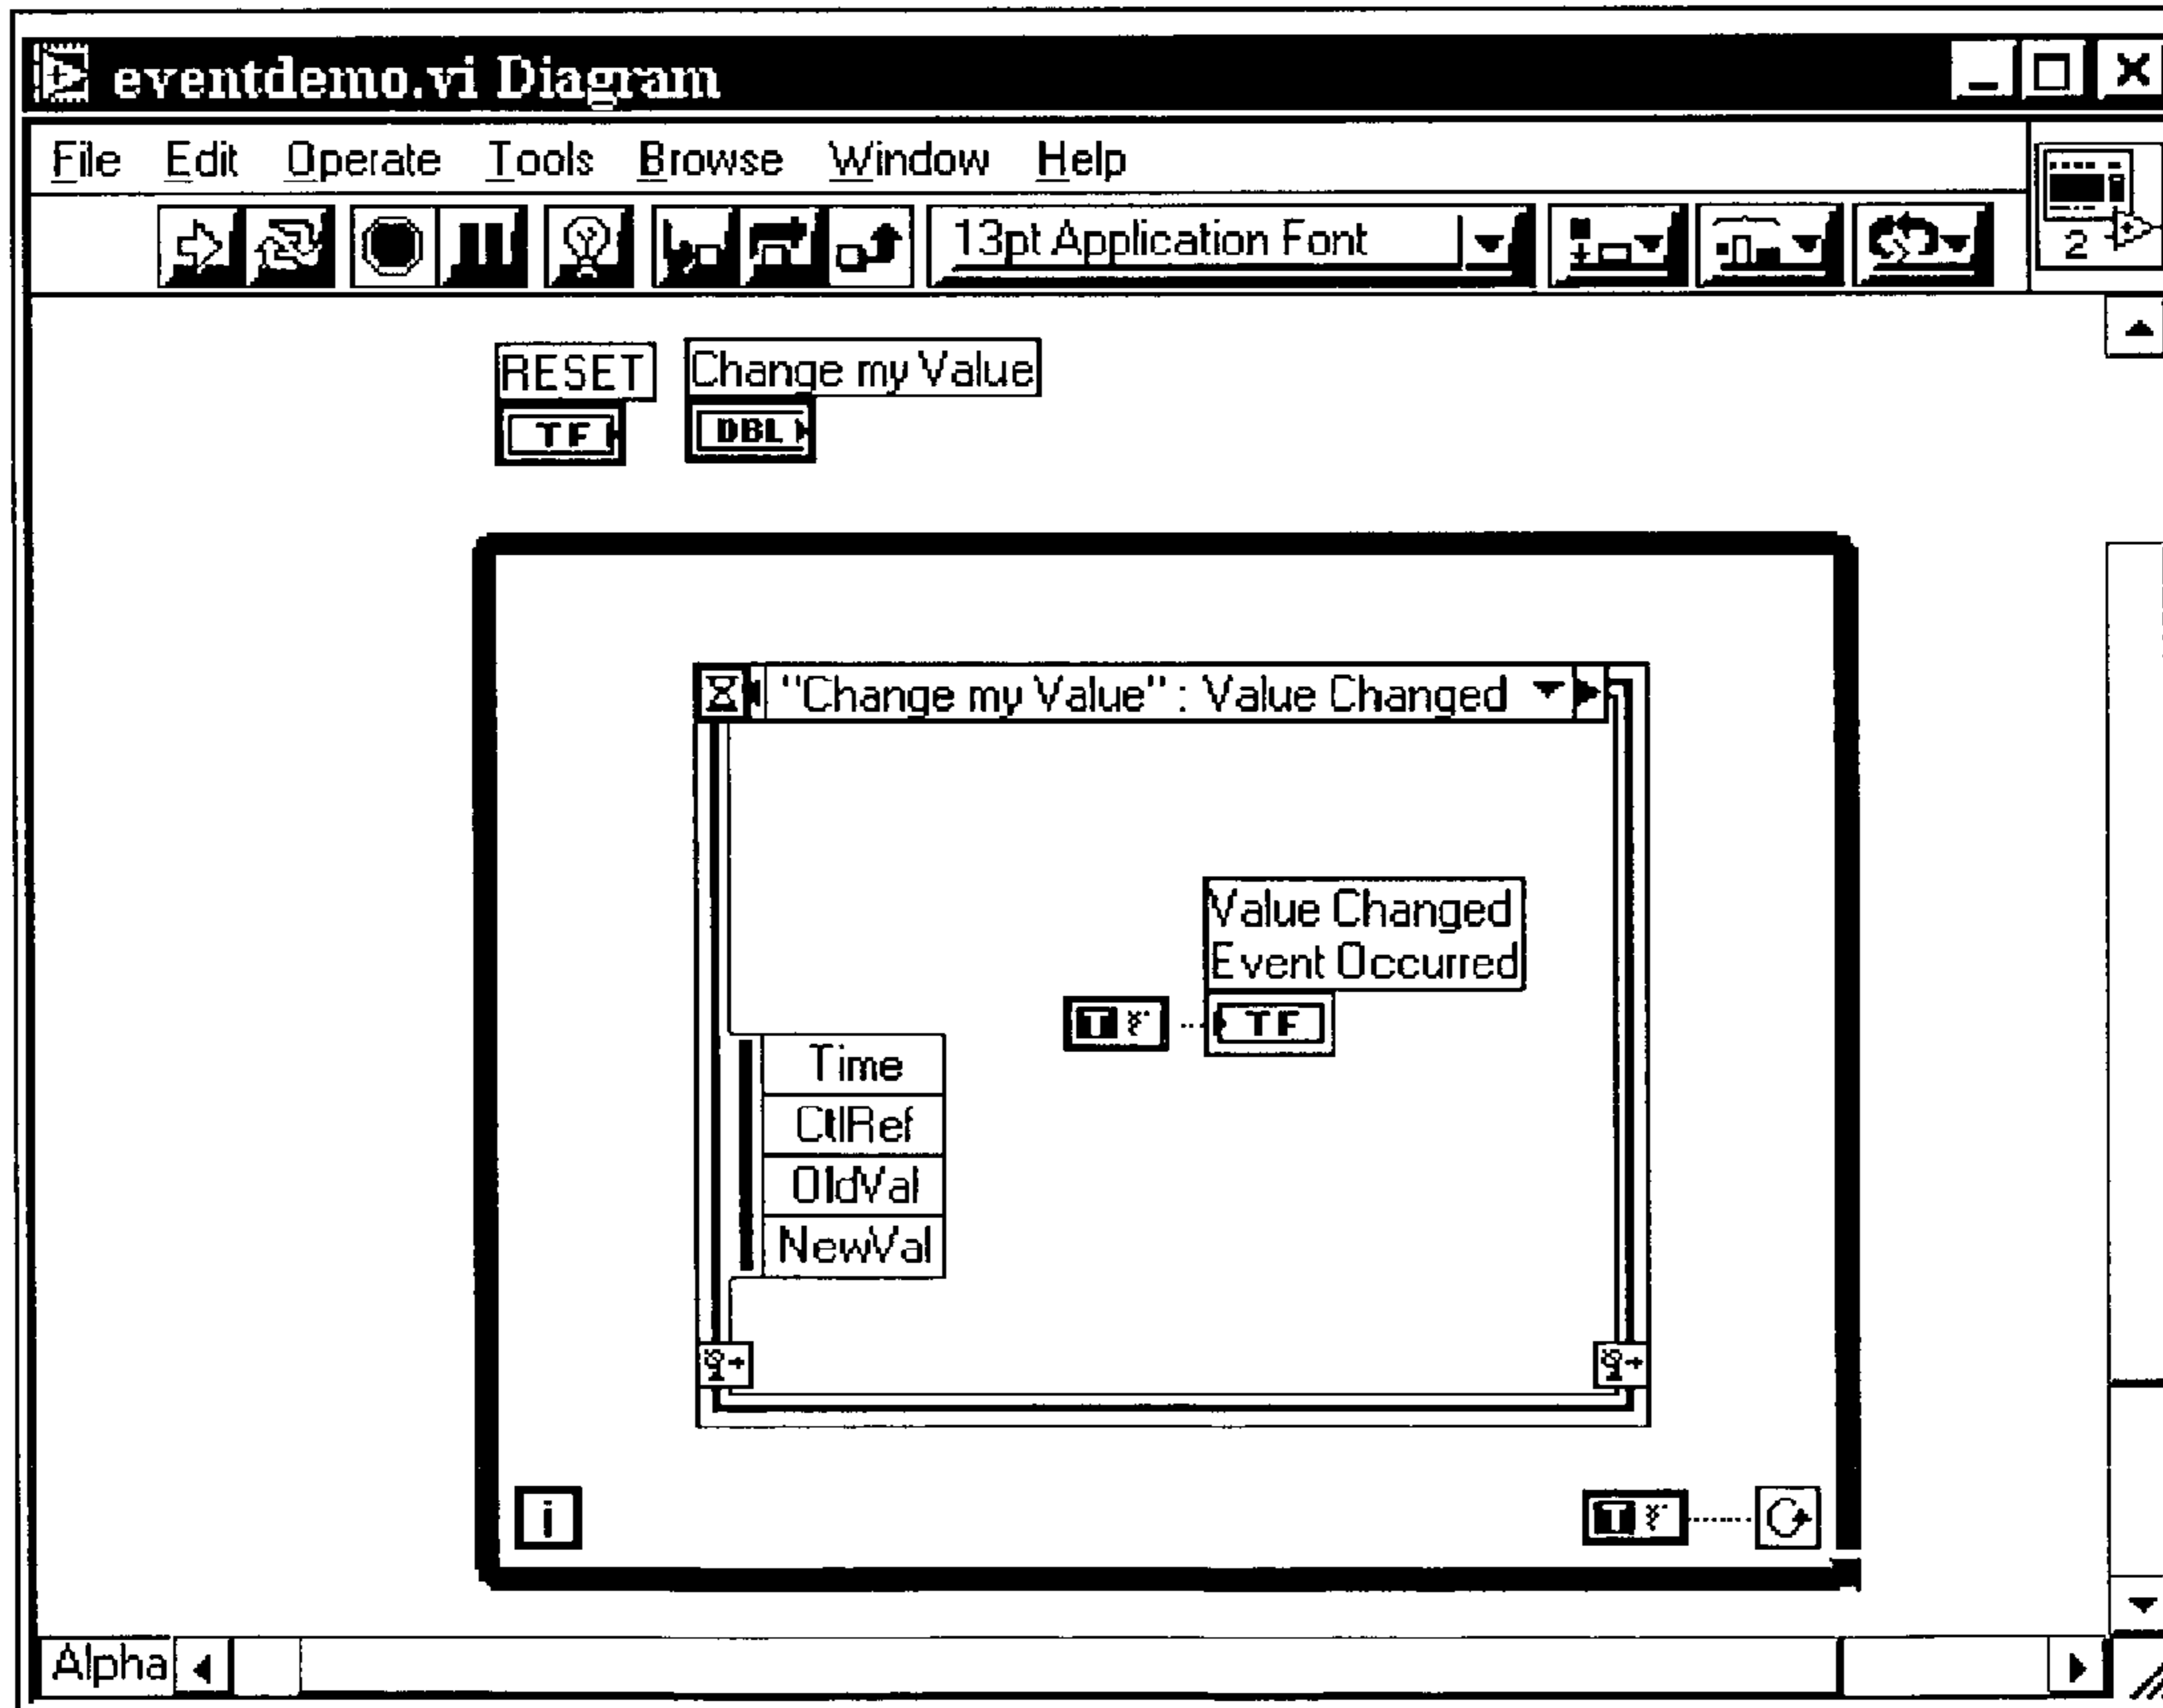 eventdemo.vi Diagram
File Edit Operate Tools Browse Window Help
13pt Application Font
2
RESET
Change my Value
TF
DBL
"Change my Value" : Value Changed
Value Changed
Event Occurred
T
TF
Time
CtlRef
OldVal
NewVal
i
T
Alpha